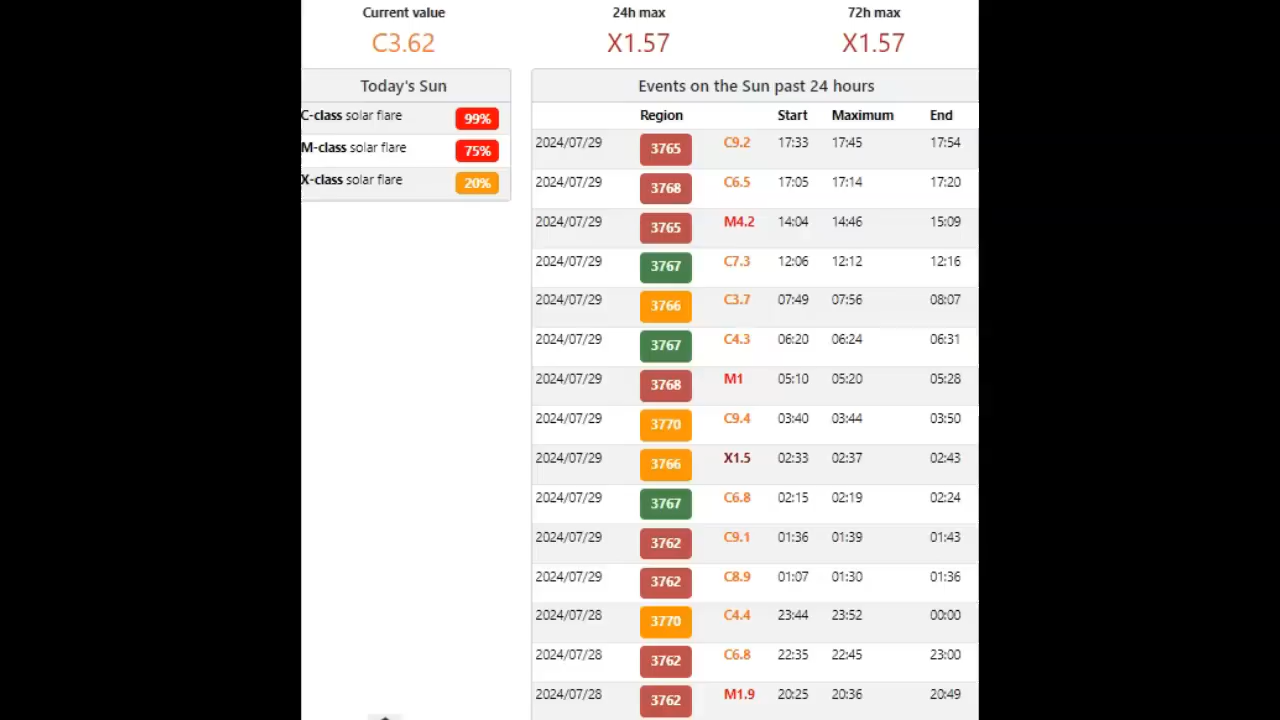 Current value 24h max 72h max
C3.62 X1.57 X1.57
Today's Sun
C-class solar flare 99%
M-class solar flare 75%
X-class solar flare 20%
Events on the Sun past 24 hours
Region Start Maximum End
2024/07/29 3765 C9.2 17:33 17:45 17:54
2024/07/29 3768 C6.5 17:05 17:14 17:20
2024/07/29 3765 M4.2 14:04 14:46 15:09
2024/07/29 3767 C7.3 12:06 12:12 12:16
2024/07/29 3766 C3.7 07:49 07:56 08:07
2024/07/29 3767 C4.3 06:20 06:24 06:31
2024/07/29 3768 M1 05:10 05:20 05:28
2024/07/29 3770 C9.4 03:40 03:44 03:50
2024/07/29 3766 X1.5 02:33 02:37 02:43
2024/07/29 3767 C6.8 02:15 02:19 02:24
2024/07/29 3762 C9.1 01:36 01:39 01:43
2024/07/29 3762 C8.9 01:07 01:30 01:36
2024/07/28 3770 C4.4 23:44 23:52 00:00
2024/07/28 3762 C6.8 22:35 22:45 23:00
2024/07/28 3762 M1.9 20:25 20:36 20:49